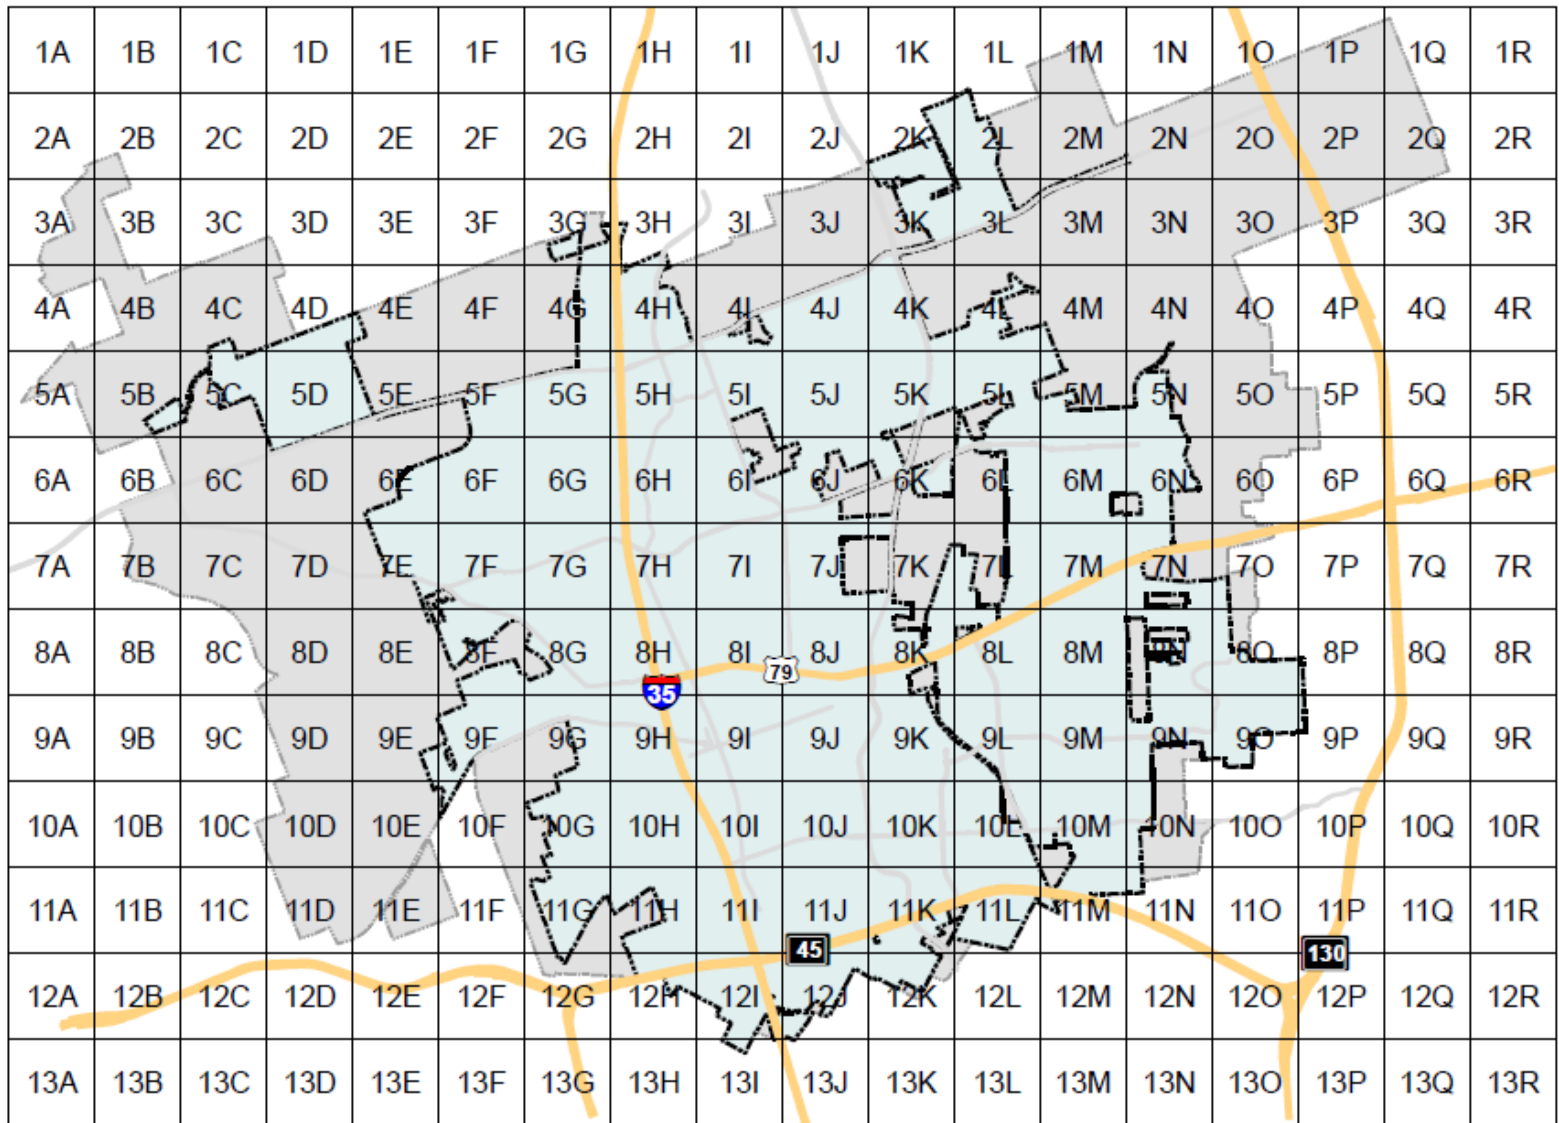 1A 1B 1C 1D 1E 1F 1G 1H 1I 1J 1K 1L 1M 1N 1O 1P 1Q 1R
2A 2B 2C 2D 2E 2F 2G 2H 2I 2J 2K 2L 2M 2N 2O 2P 2Q 2R
3A 3B 3C 3D 3E 3F 3G 3H 3I 3J 3K 3L 3M 3N 3O 3P 3Q 3R
4A 4B 4C 4D 4E 4F 4G 4H 4I 4J 4K 4L 4M 4N 4O 4P 4Q 4R
5A 5B 5C 5D 5E 5F 5G 5H 5I 5J 5K 5L 5M 5N 5O 5P 5Q 5R
6A 6B 6C 6D 6E 6F 6G 6H 6I 6J 6K 6L 6M 6N 6O 6P 6Q 6R
7A 7B 7C 7D 7E 7F 7G 7H 7I 7J 7K 7L 7M 7N 7O 7P 7Q 7R
8A 8B 8C 8D 8E 8F 8G 8H 8I 8J 8K 8L 8M 8N 8O 8P 8Q 8R
79
35
9A 9B 9C 9D 9E 9F 9G 9H 9I 9J 9K 9L 9M 9N 9O 9P 9Q 9R
10A 10B 10C 10D 10E 10F 10G 10H 10I 10J 10K 10L 10M 10N 10O 10P 10Q 10R
11A 11B 11C 11D 11E 11F 11G 11H 11I 11J 11K 11L 11M 11N 11O 11P 11Q 11R
45 130
12A 12B 12C 12D 12E 12F 12G 12H 12I 12J 12K 12L 12M 12N 12O 12P 12Q 12R
13A 13B 13C 13D 13E 13F 13G 13H 13I 13J 13K 13L 13M 13N 13O 13P 13Q 13R